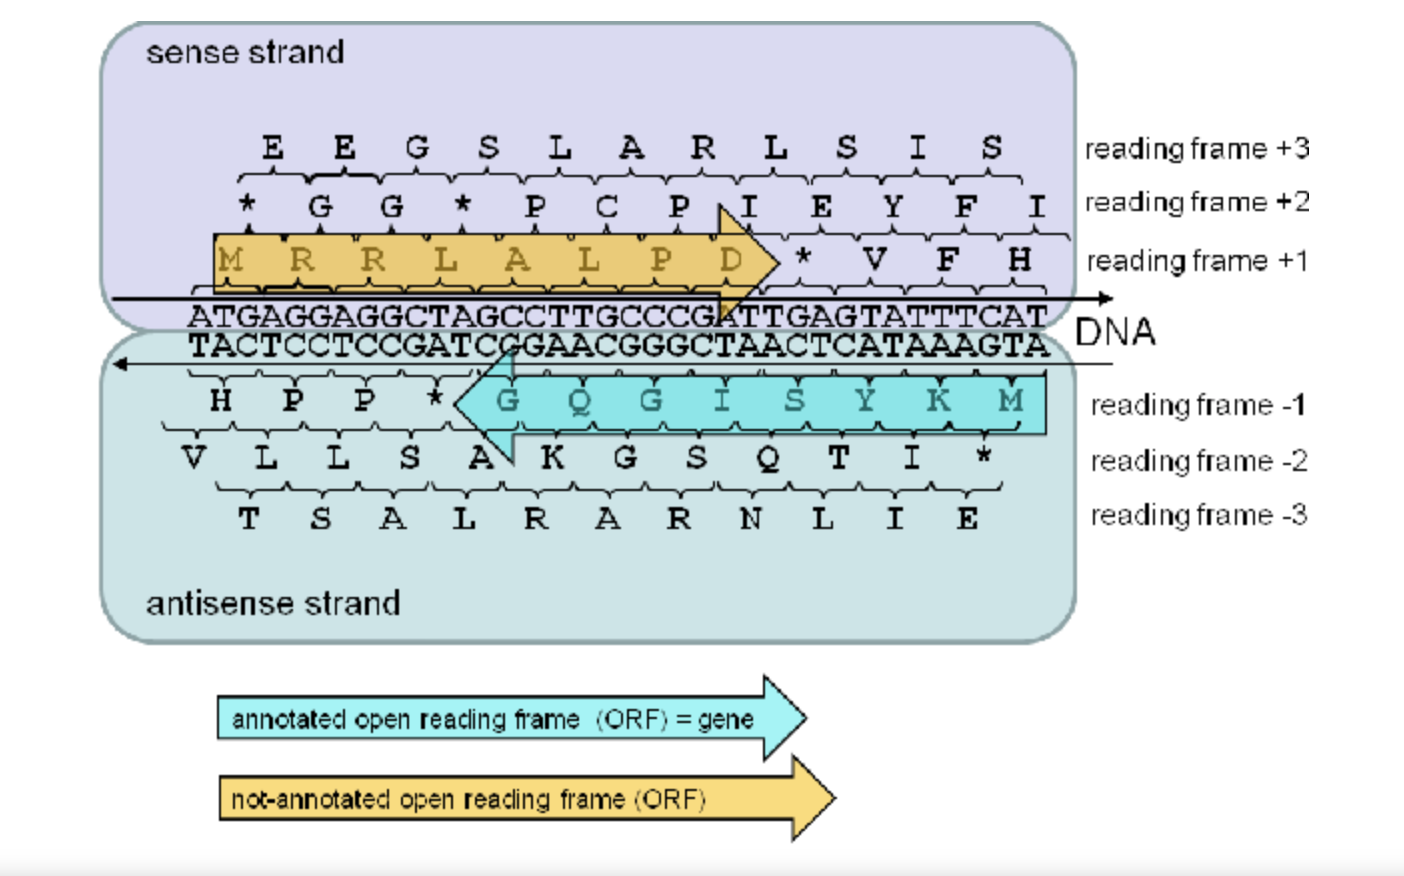 sense strand
E E G S L A R L S I S reading frame +3
* G G * P C P I E Y F I reading frame +2
M R R L A L P D * V F H reading frame +1
ATGAGGAGGCTAGCCTTGCCCGATTGAGTATTTCAT
DNA
TACTCCTCCGATCGGAACGGGCTAACTCATAAAGTA
H P P * G Q G I S Y K M reading frame -1
V L L S A K G S Q T I * reading frame -2
T S A L R A R N L I E reading frame -3
antisense strand
annotated open reading frame (ORF) = gene
not-annotated open reading frame (ORF)